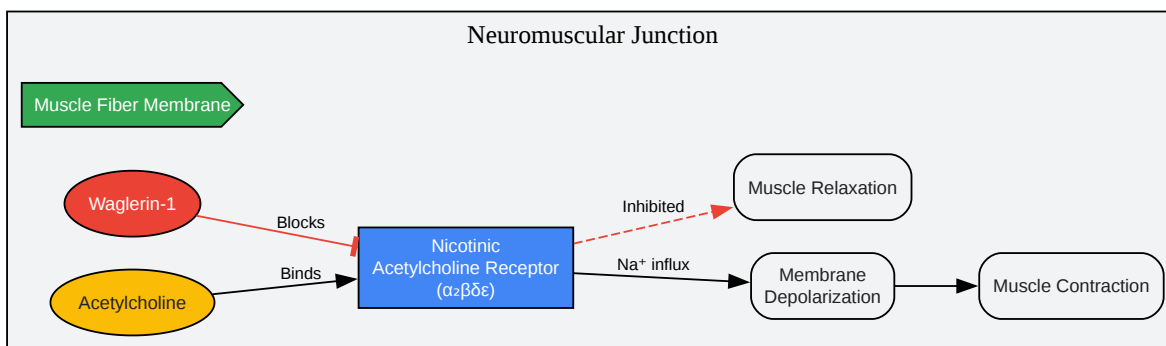 Neuromuscular Junction
Muscle Fiber Membrane
Waglerin-1
Blocks
Acetylcholine
Binds
Nicotinic
Acetylcholine Receptor
(α₂βδε)
Inhibited
Muscle Relaxation
Na⁺ influx
Membrane
Depolarization
Muscle Contraction